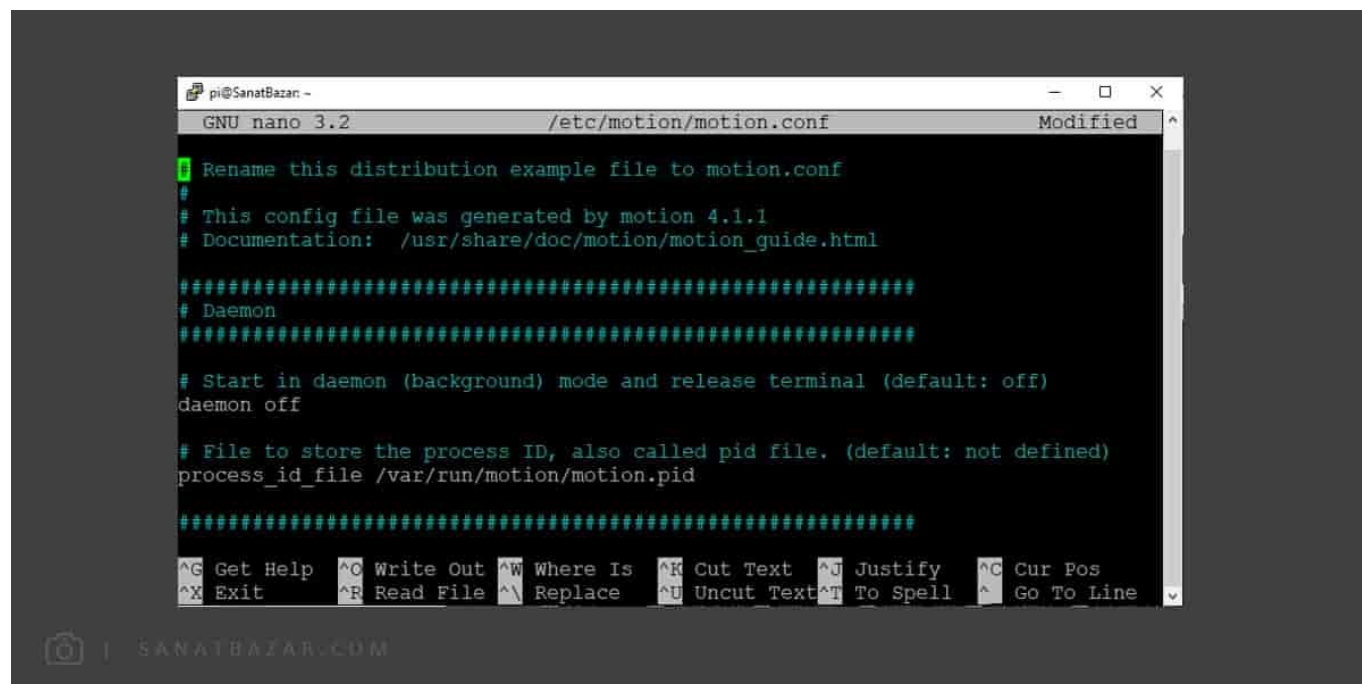 pi@SanatBazar: ~
GNU nano 3.2 /etc/motion/motion.conf Modified
# Rename this distribution example file to motion.conf
#
# This config file was generated by motion 4.1.1
# Documentation: /usr/share/doc/motion/motion_guide.html
############################################################
# Daemon
############################################################
# Start in daemon (background) mode and release terminal (default: off)
daemon off
# File to store the process ID, also called pid file. (default: not defined)
process_id_file /var/run/motion/motion.pid
############################################################
^G Get Help ^O Write Out ^W Where Is ^K Cut Text ^J Justify ^C Cur Pos
^X Exit ^R Read File ^\ Replace ^U Uncut Text ^T To Spell ^ Go To Line
| SANATBAZAR.COM